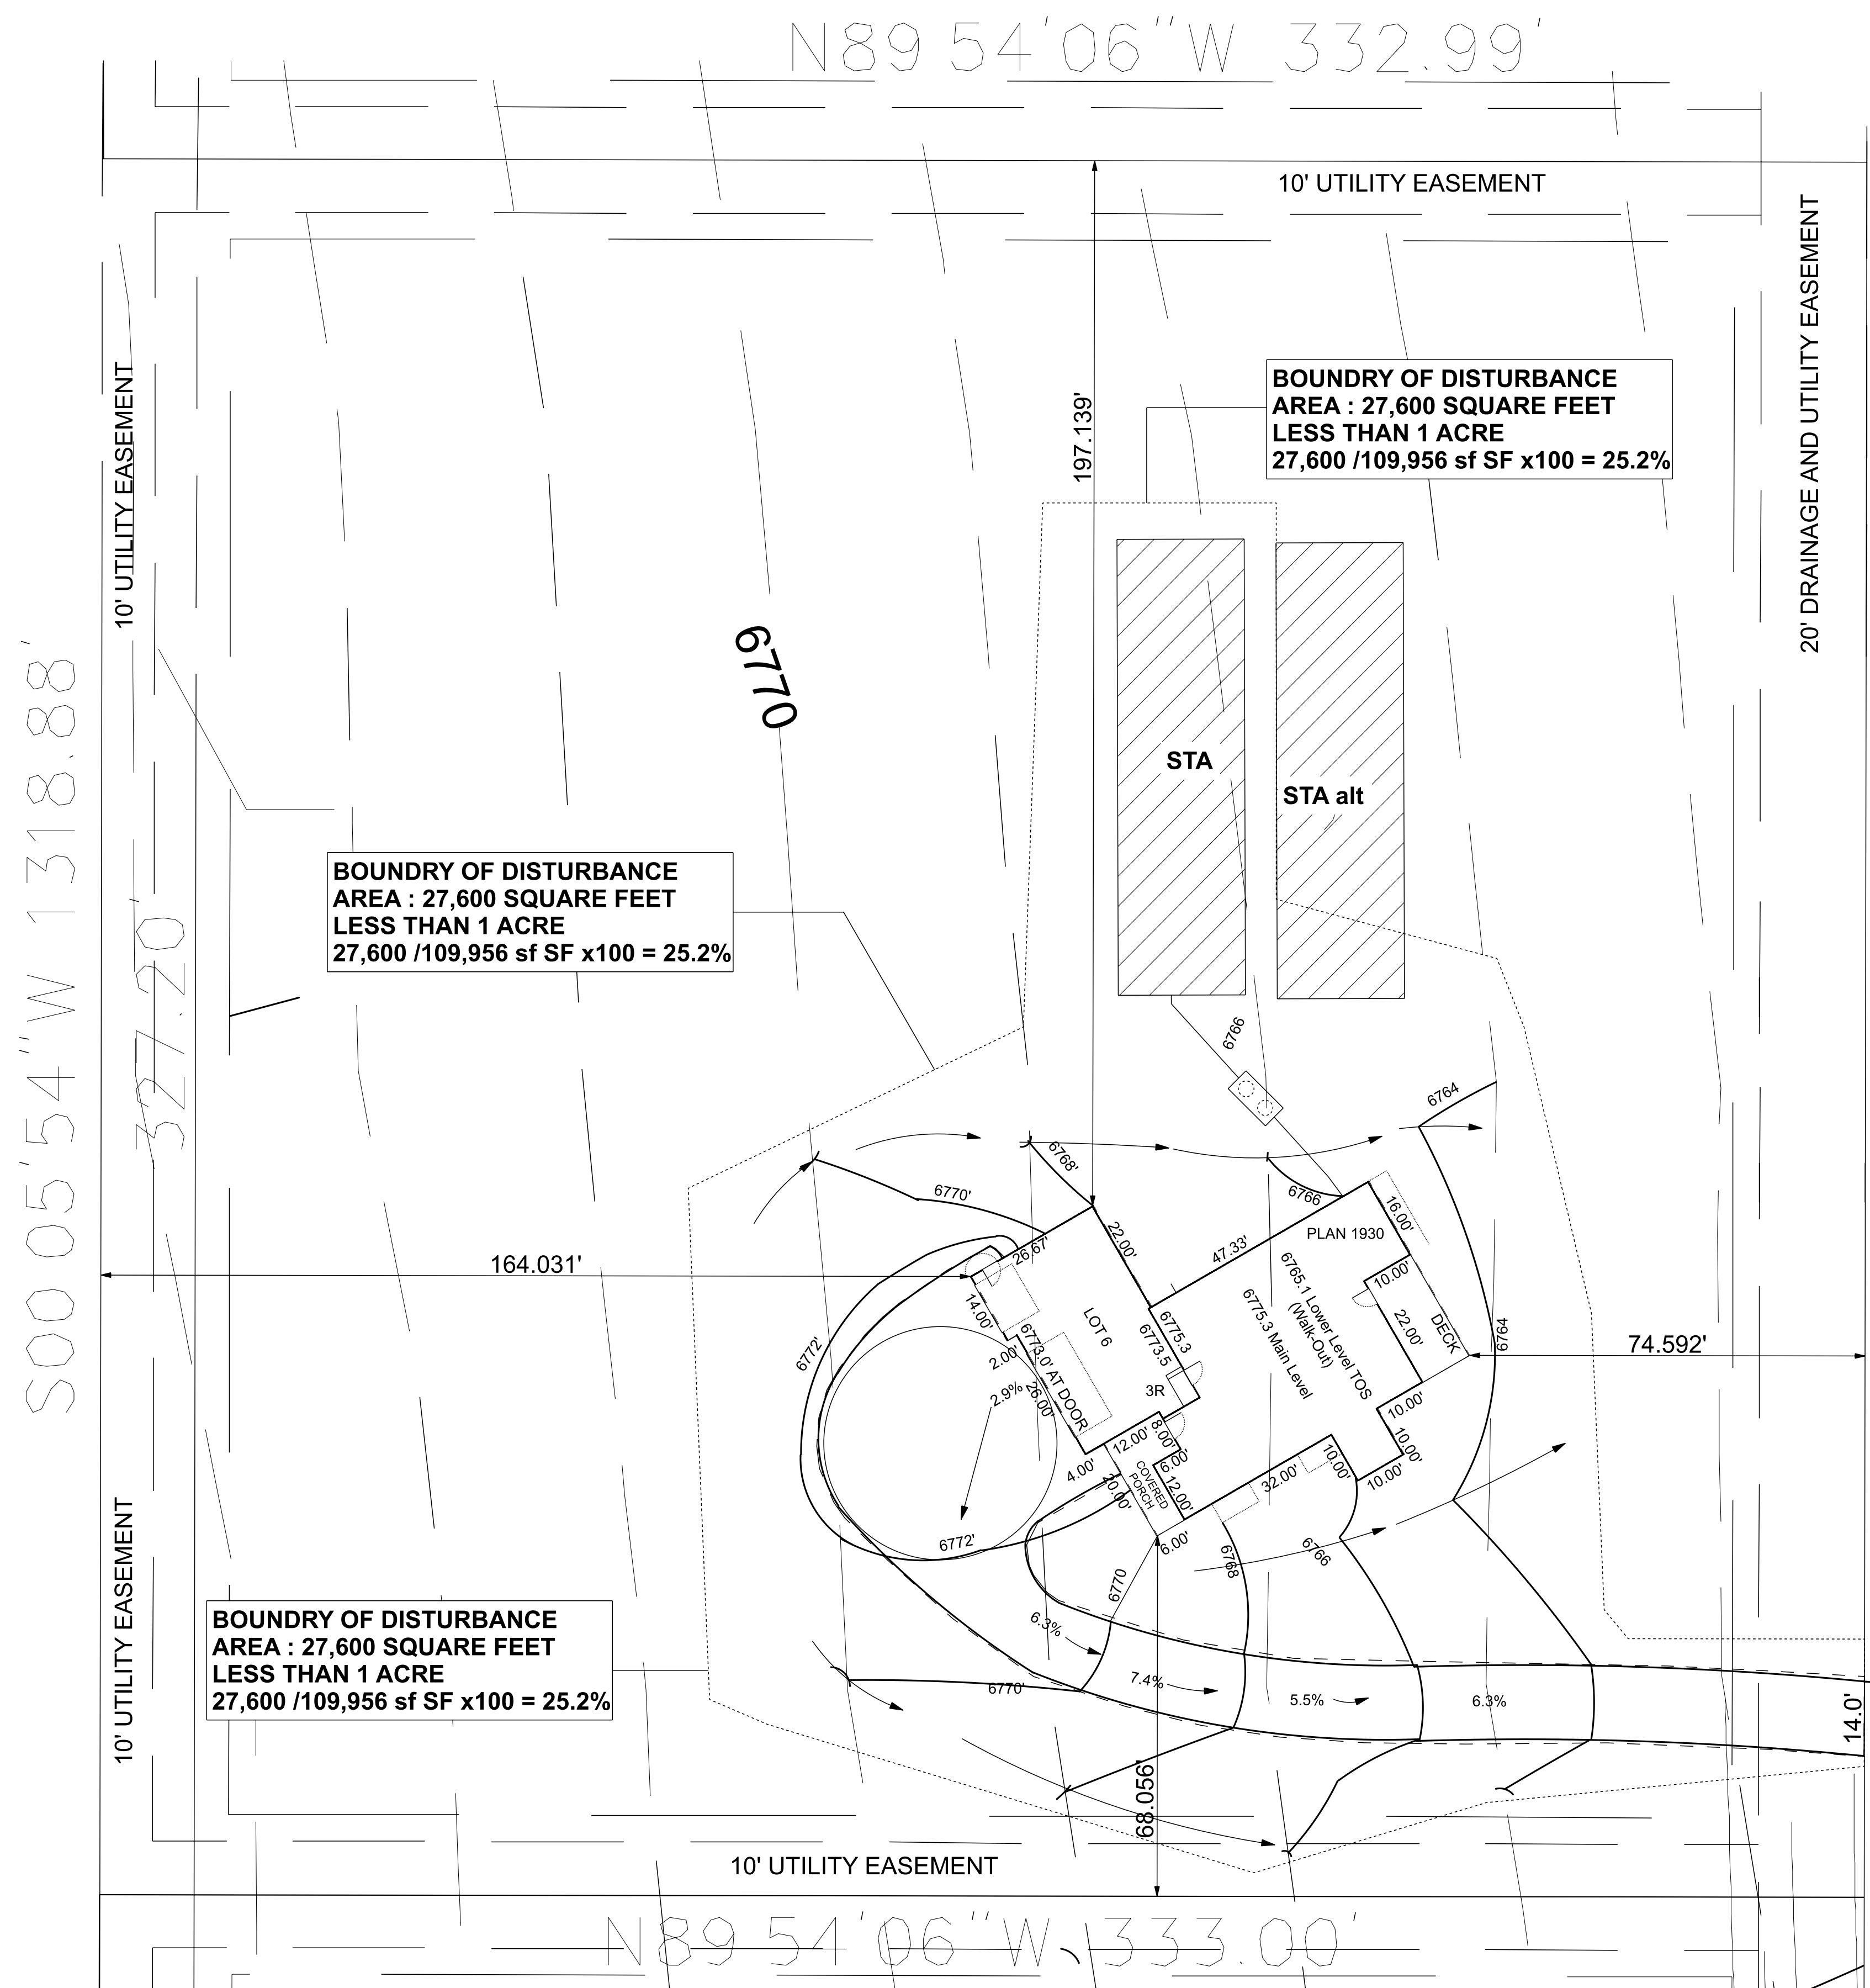 N89 54'06"W 332.99'
10' UTILITY EASEMENT
20' DRAINAGE AND UTILITY EASEMENT
10' UTILITY EASEMENT
197.139'
BOUNDRY OF DISTURBANCE
AREA : 27,600 SQUARE FEET
LESS THAN 1 ACRE
27,600 /109,956 sf SF x100 = 25.2%
S00 05'54"W 1318.88'
327.20'
6770
STA
STA alt
BOUNDRY OF DISTURBANCE
AREA : 27,600 SQUARE FEET
LESS THAN 1 ACRE
27,600 /109,956 sf SF x100 = 25.2%
6766
6764
6768'
6770'
6766
16.00'
PLAN 1930
22.00'
26.67'
47.33'
164.031'
10.00'
14.00'
LOT 6
6765.1 Lower Level TOS
(Walk-Out)
6775.3 Main Level
22.00'
DECK
6764
74.592'
6772'
6775.3
6773.5
6773.0' AT DOOR
2.00'
2.9%
26.00'
3R
10.00'
10.00'
10.00'
12.00'
8.00'
6.00'
4.00'
20.00'
COVERED
PORCH
12.00'
32.00'
10.00'
6.00'
6772'
6770
6768
6766
6.3%
7.4%
5.5%
6.3%
6770'
14.0'
10' UTILITY EASEMENT
BOUNDRY OF DISTURBANCE
AREA : 27,600 SQUARE FEET
LESS THAN 1 ACRE
27,600 /109,956 sf SF x100 = 25.2%
68.056'
10' UTILITY EASEMENT
N89 54'06"W 333.00'